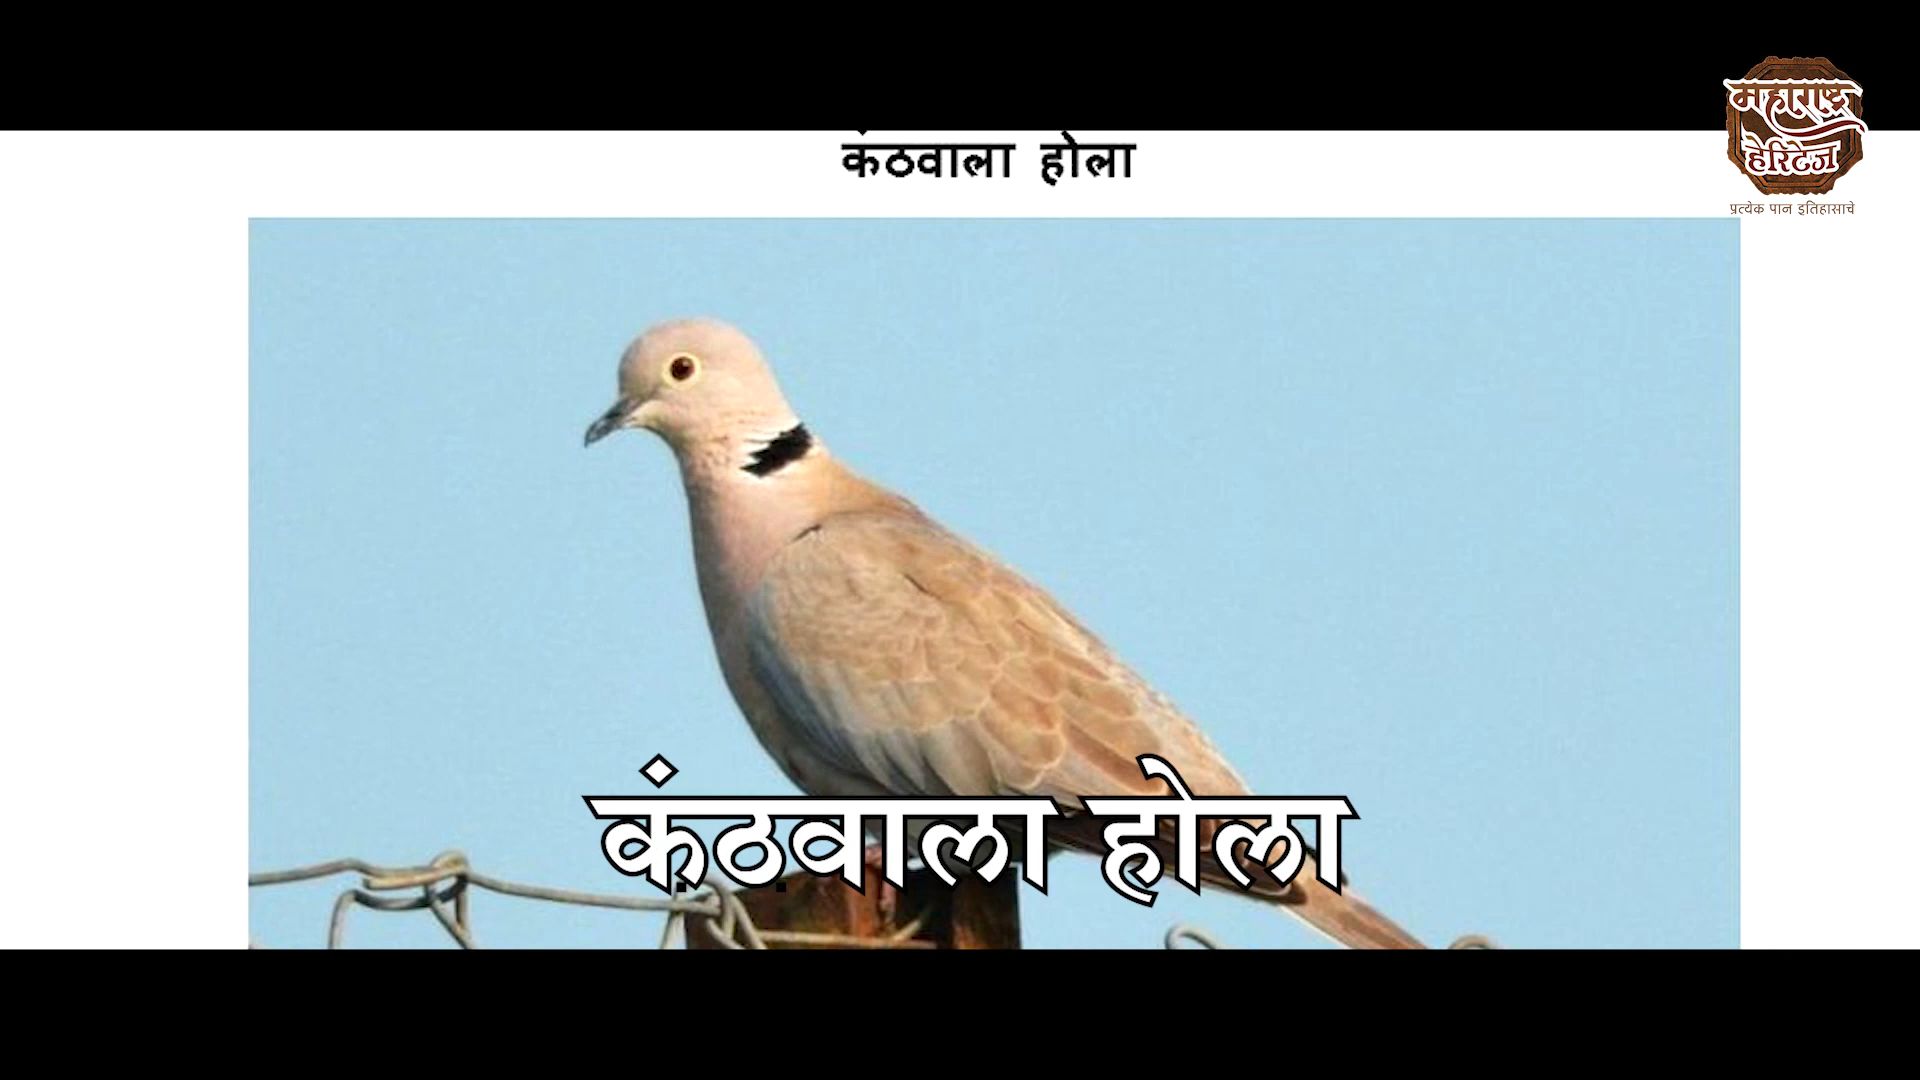 कंठवाला होला
महाराष्ट्र
हेरिटेज
प्रत्येक पान इतिहासाचे
कंठवाला होला